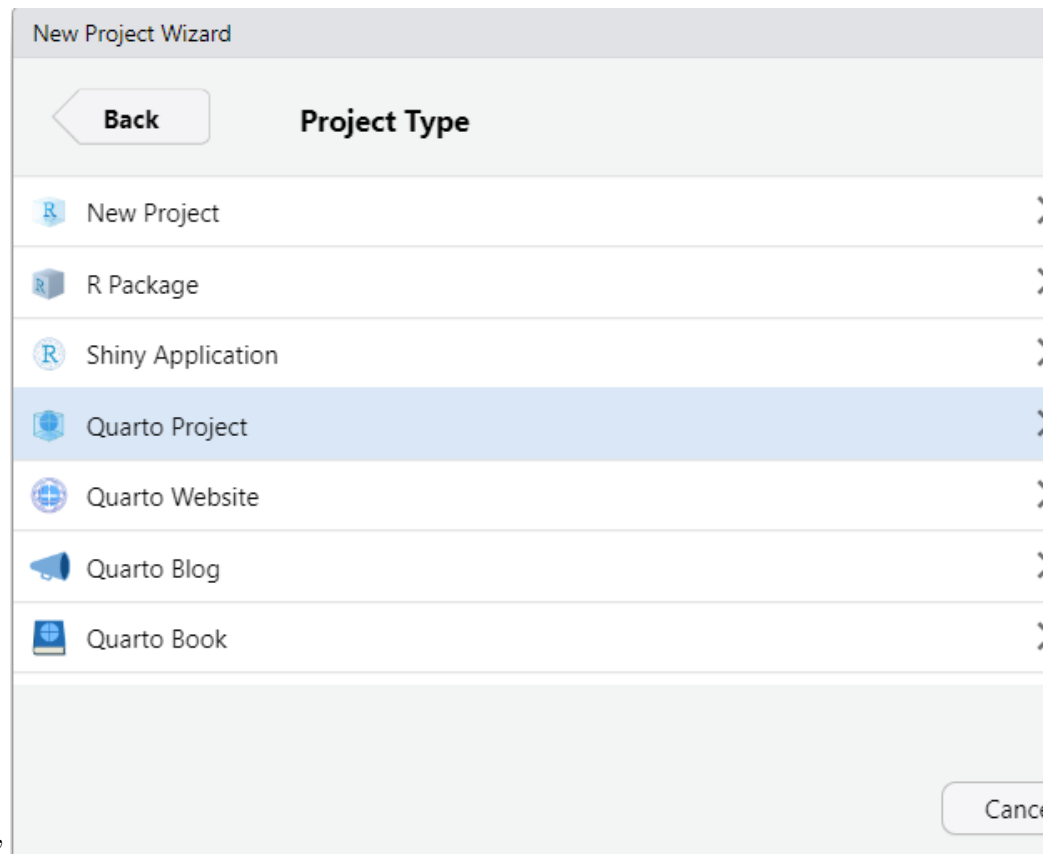 New Project Wizard
Back
Project Type
R New Project
R R Package
R Shiny Application
Quarto Project
Quarto Website
Quarto Blog
Quarto Book
Cance